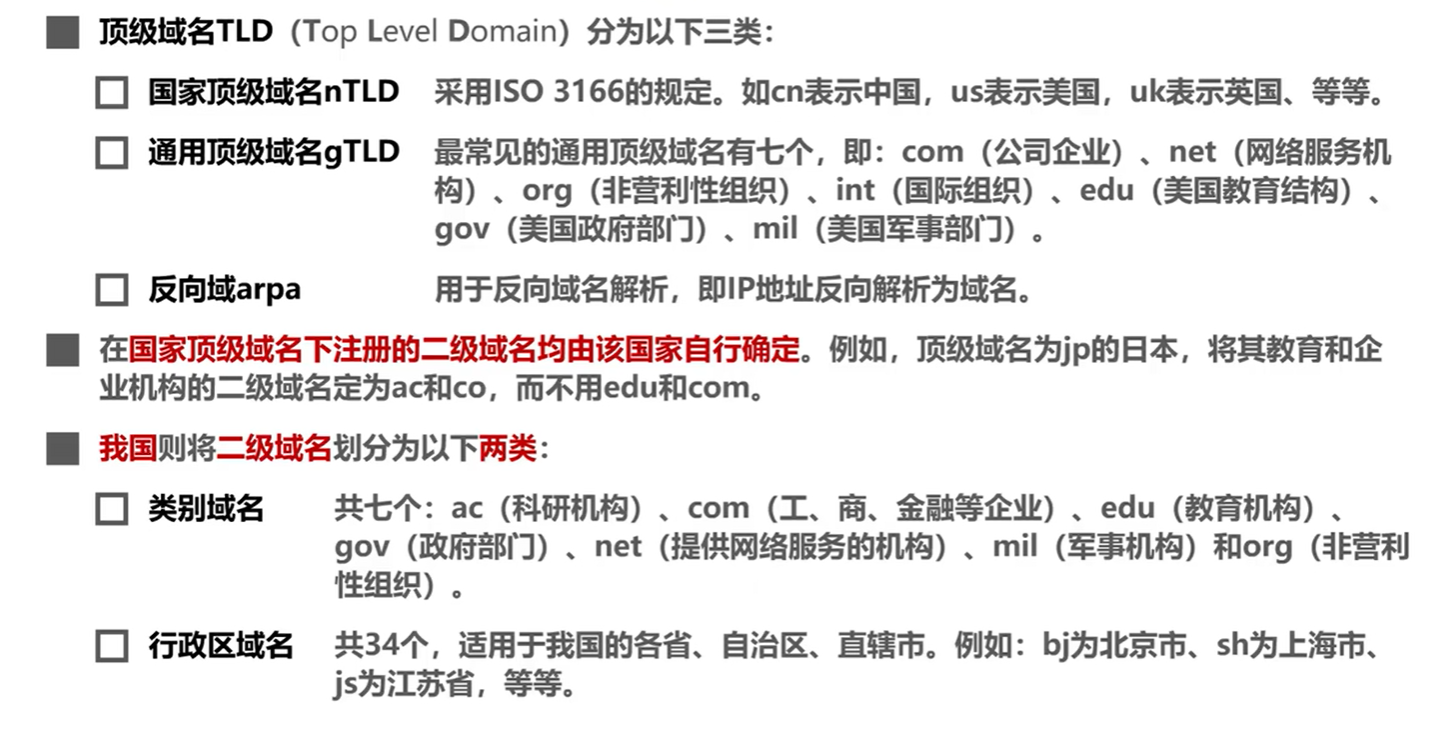 顶级域名TLD（Top Level Domain）分为以下三类：
国家顶级域名nTLD 采用ISO 3166的规定。如cn表示中国，us表示美国，uk表示英国、等等。
通用顶级域名gTLD 最常见的通用顶级域名有七个，即：com（公司企业）、net（网络服务机
构）、org（非营利性组织）、int（国际组织）、edu（美国教育结构）、
gov（美国政府部门）、mil（美国军事部门）。
反向域arpa 用于反向域名解析，即IP地址反向解析为域名。
在国家顶级域名下注册的二级域名均由该国家自行确定。例如，顶级域名为jp的日本，将其教育和企
业机构的二级域名定为ac和co，而不用edu和com。
我国则将二级域名划分为以下两类：
类别域名 共七个：ac（科研机构）、com（工、商、金融等企业）、edu（教育机构）、
gov（政府部门）、net（提供网络服务的机构）、mil（军事机构）和org（非营利
性组织）。
行政区域名 共34个，适用于我国的各省、自治区、直辖市。例如：bj为北京市、sh为上海市、
js为江苏省，等等。